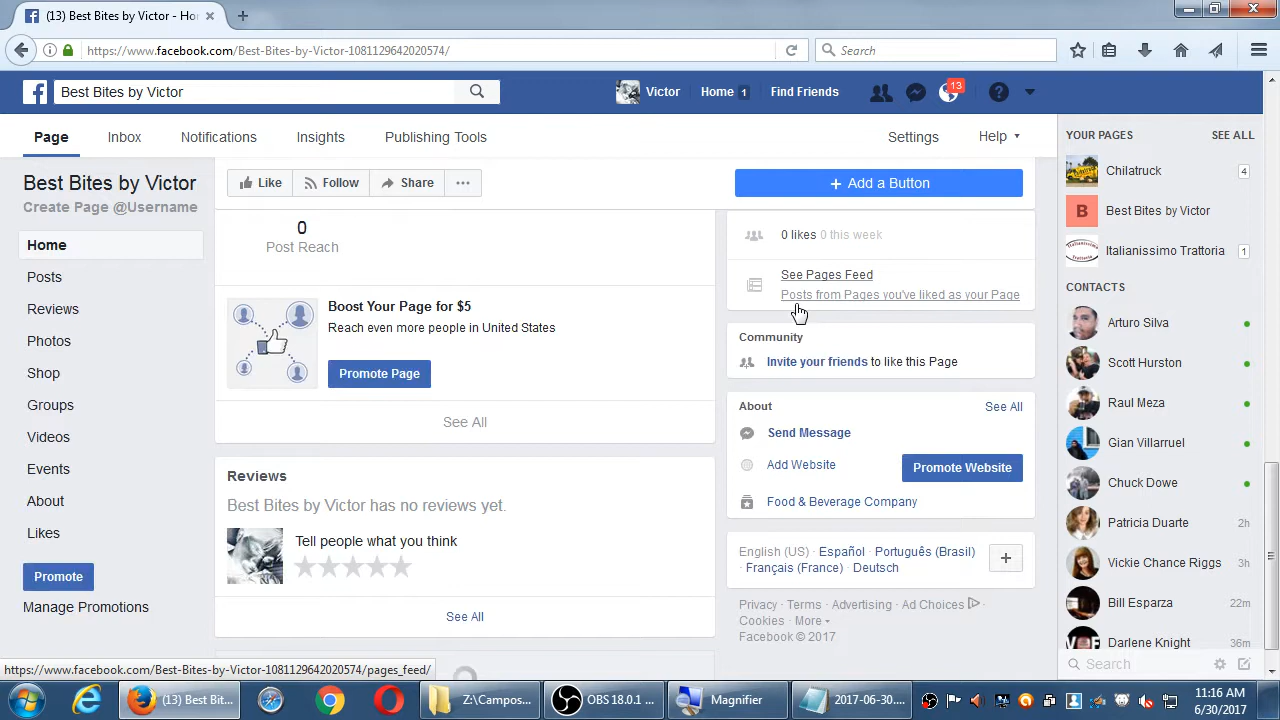 (13) Best Bites by Victor - Ho
https://www.facebook.com/Best-Bites-by-Victor-1081129642020574/
Search
Best Bites by Victor
Victor
Home 1
Find Friends
13
Page
Inbox
Notifications
Insights
Publishing Tools
Settings
Help
YOUR PAGES
SEE ALL
Chilatruck
4
B
Best Bites by Victor
Italianissimo Trattoria
1
CONTACTS
Arturo Silva
Scott Hurston
Raul Meza
Gian Villarruel
Chuck Dowe
Patricia Duarte
2h
Vickie Chance Riggs
3h
Bill Esparza
22m
Darlene Knight
36m
Search
Best Bites by Victor
Create Page @Username
Home
Posts
Reviews
Photos
Shop
Groups
Videos
Events
About
Likes
Promote
Manage Promotions
Like
Follow
Share
+ Add a Button
0
Post Reach
Boost Your Page for $5
Reach even more people in United States
Promote Page
See All
Reviews
Best Bites by Victor has no reviews yet.
Tell people what you think
See All
0 likes 0 this week
See Pages Feed
Posts from Pages you've liked as your Page
Community
Invite your friends to like this Page
About
See All
Send Message
Add Website
Promote Website
Food & Beverage Company
English (US) · Español · Português (Brasil)
· Français (France) · Deutsch
Privacy · Terms · Advertising · Ad Choices ·
Cookies · More
Facebook © 2017
https://www.facebook.com/Best-Bites-by-Victor-1081129642020574/pages_feed/
(13) Best Bit...
Z:\Campos...
OBS 18.0.1 ...
Magnifier
2017-06-30....
11:16 AM
6/30/2017